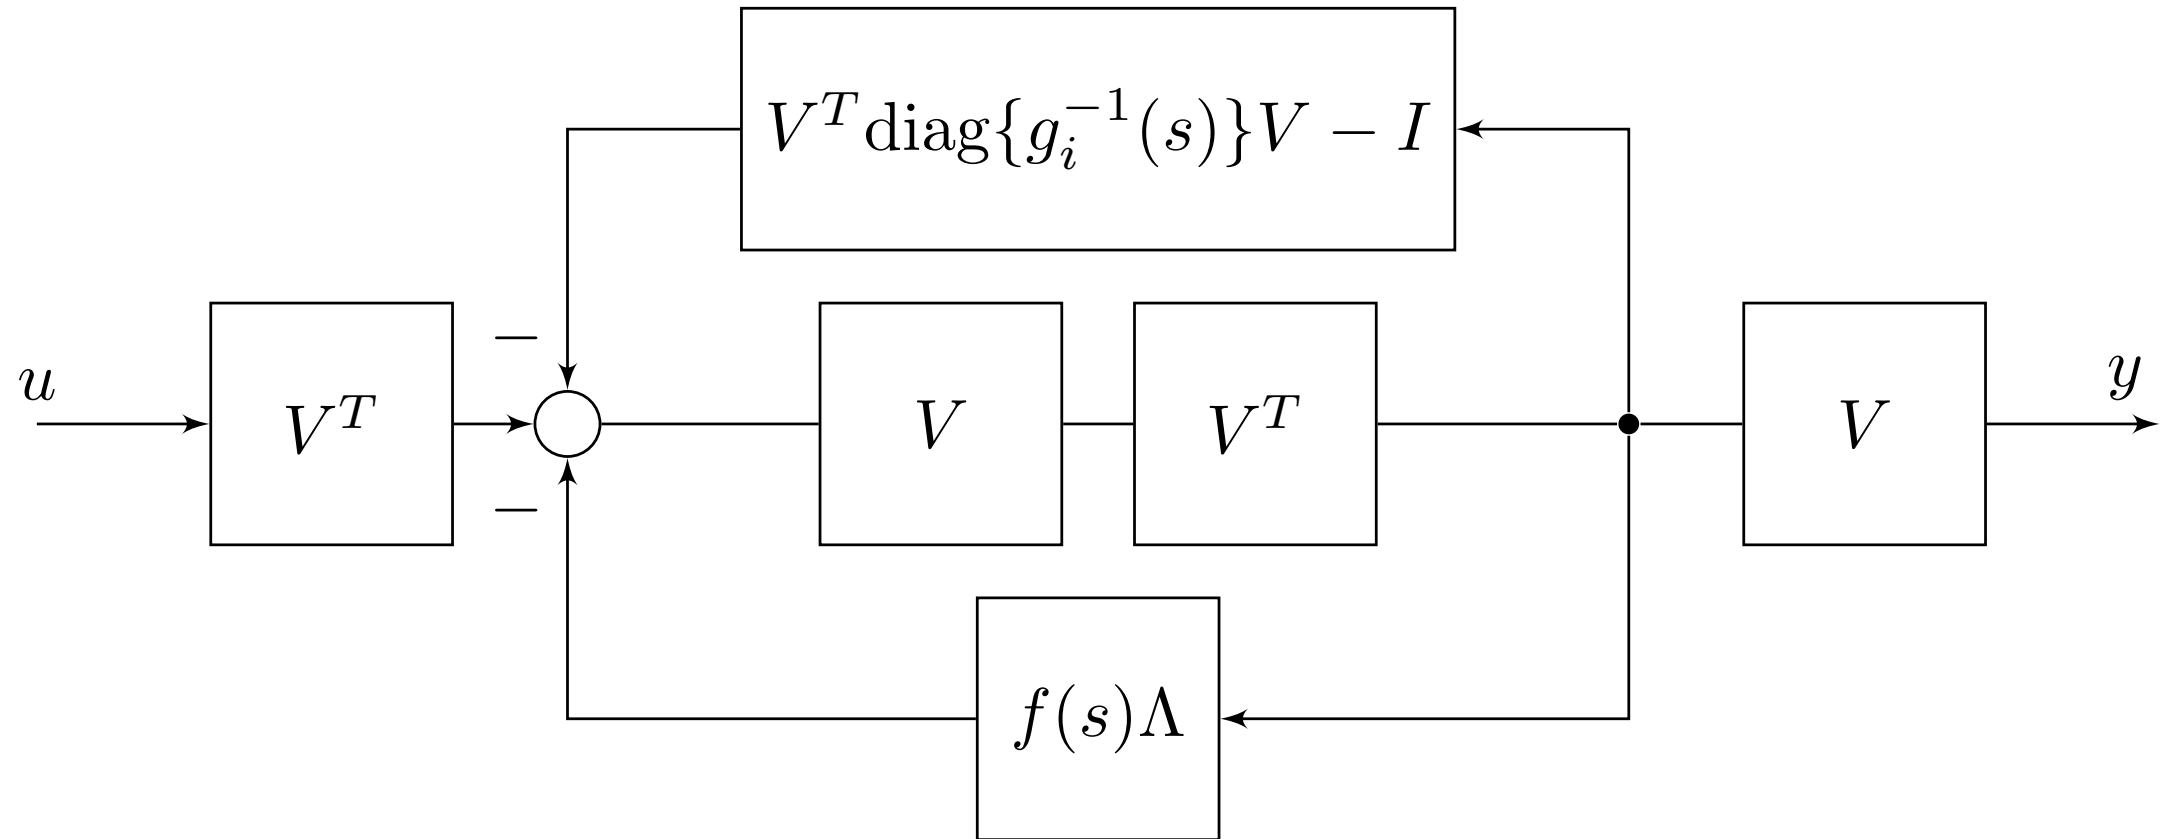 V^T diag{g_i^{-1}(s)}V − I
−
u
V^T
V
V^T
V
y
−
f(s)Λ